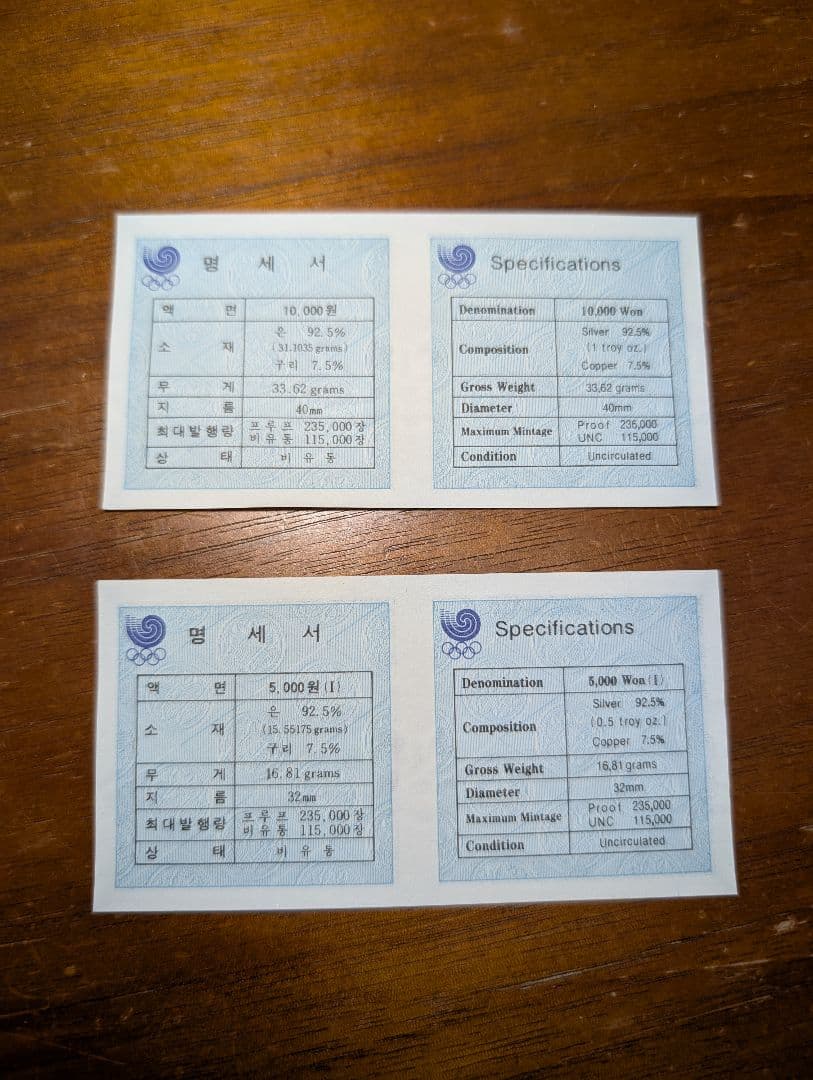 명 세 서
액 면 10,000원
소 재 은 92.5%
(31.1035 grams)
구리 7.5%
무 게 33.62 grams
지 름 40mm
최대발행량 프루프 235,000장
비유통 115,000장
상 태 비 유 통
Specifications
Denomination 10,000 Won
Composition Silver 92.5%
(1 troy oz.)
Copper 7.5%
Gross Weight 33,62 grams
Diameter 40mm
Maximum Mintage Proof 235,000
UNC 115,000
Condition Uncirculated
명 세 서
액 면 5,000원(I)
소 재 은 92.5%
(15.55175 grams)
구리 7.5%
무 게 16.81 grams
지 름 32mm
최대발행량 프루프 235,000장
비유통 115,000장
상 태 비 유 통
Specifications
Denomination 5,000 Won(I)
Composition Silver 92.5%
(0.5 troy oz.)
Copper 7.5%
Gross Weight 16,81 grams
Diameter 32mm
Maximum Mintage Proof 235,000
UNC 115,000
Condition Uncirculated